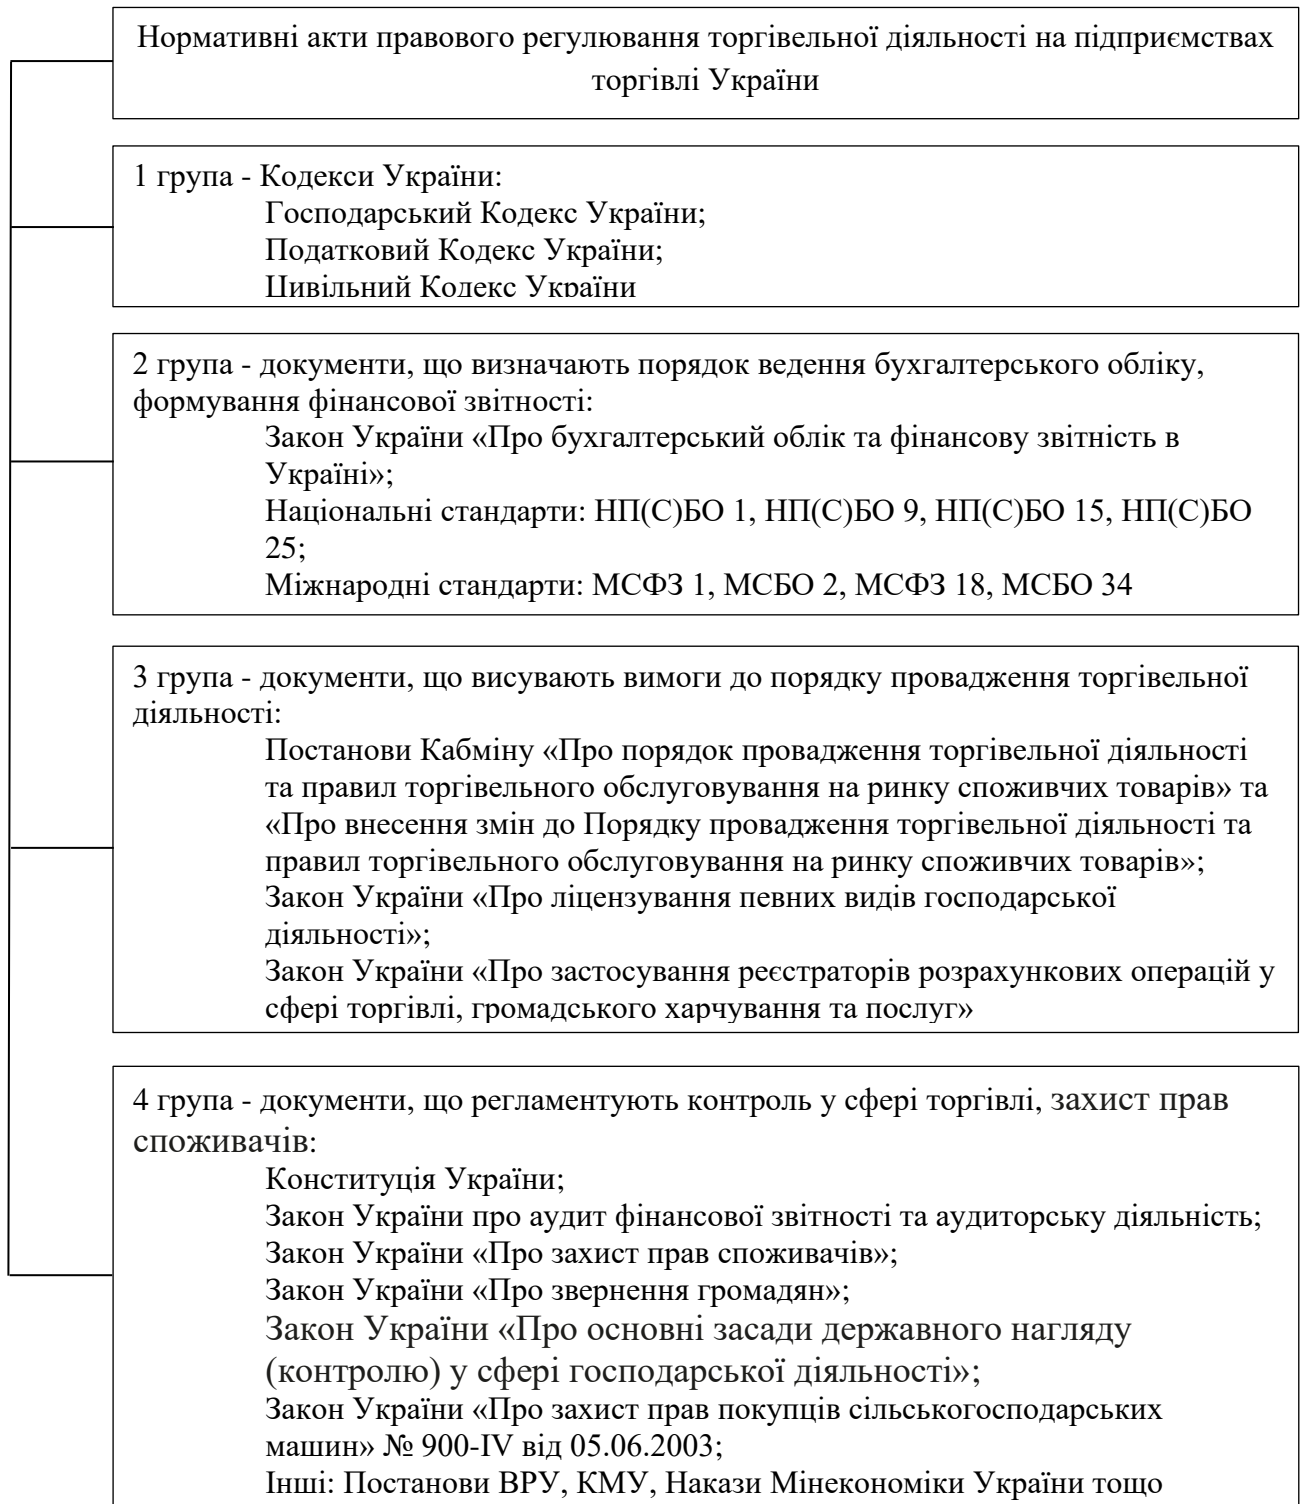 Нормативні акти правового регулювання торгівельної діяльності на підприємствах
торгівлі України
1 група - Кодекси України:
Господарський Кодекс України;
Податковий Кодекс України;
Цивільний Кодекс України
2 група - документи, що визначають порядок ведення бухгалтерського обліку,
формування фінансової звітності:
Закон України «Про бухгалтерський облік та фінансову звітність в
Україні»;
Національні стандарти: НП(С)БО 1, НП(С)БО 9, НП(С)БО 15, НП(С)БО
25;
Міжнародні стандарти: МСФЗ 1, МСБО 2, МСФЗ 18, МСБО 34
3 група - документи, що висувають вимоги до порядку провадження торгівельної
діяльності:
Постанови Кабміну «Про порядок провадження торгівельної діяльності
та правил торгівельного обслуговування на ринку споживчих товарів» та
«Про внесення змін до Порядку провадження торгівельної діяльності та
правил торгівельного обслуговування на ринку споживчих товарів»;
Закон України «Про ліцензування певних видів господарської
діяльності»;
Закон України «Про застосування реєстраторів розрахункових операцій у
сфері торгівлі, громадського харчування та послуг»
4 група - документи, що регламентують контроль у сфері торгівлі, захист прав
споживачів:
Конституція України;
Закон України про аудит фінансової звітності та аудиторську діяльність;
Закон України «Про захист прав споживачів»;
Закон України «Про звернення громадян»;
Закон України «Про основні засади державного нагляду
(контролю) у сфері господарської діяльності»;
Закон України «Про захист прав покупців сільськогосподарських
машин» № 900-IV від 05.06.2003;
Інші: Постанови ВРУ, КМУ, Накази Мінекономіки України тощо